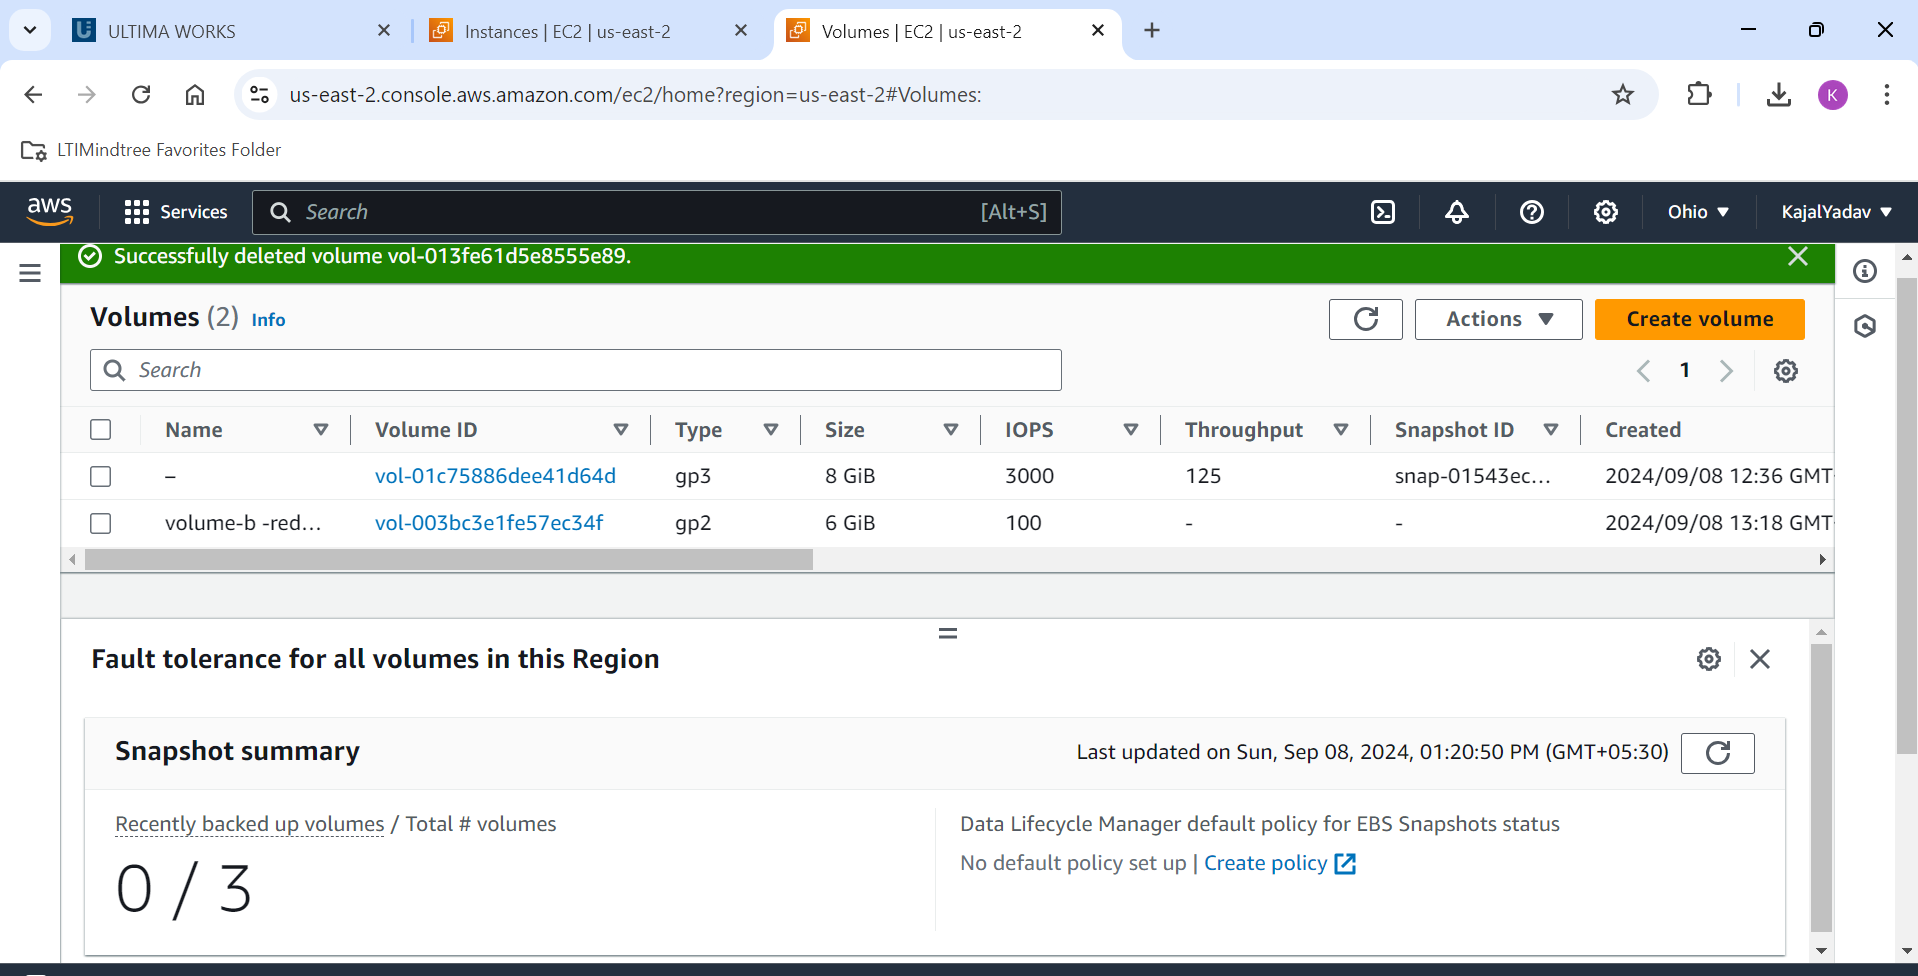 ULTIMA WORKS
Instances | EC2 | us-east-2
Volumes | EC2 | us-east-2
us-east-2.console.aws.amazon.com/ec2/home?region=us-east-2#Volumes:
K
LTIMindtree Favorites Folder
aws
Services
Search
[Alt+S]
Ohio
KajalYadav
Successfully deleted volume vol-013fe61d5e8555e89.
Volumes (2) Info
Actions
Create volume
Search
1
Name Volume ID Type Size IOPS Throughput Snapshot ID Created
– vol-01c75886dee41d64d gp3 8 GiB 3000 125 snap-01543ec... 2024/09/08 12:36 GMT
volume-b -red... vol-003bc3e1fe57ec34f gp2 6 GiB 100 - - 2024/09/08 13:18 GMT
Fault tolerance for all volumes in this Region
Snapshot summary
Last updated on Sun, Sep 08, 2024, 01:20:50 PM (GMT+05:30)
Recently backed up volumes / Total # volumes
0 / 3
Data Lifecycle Manager default policy for EBS Snapshots status
No default policy set up | Create policy